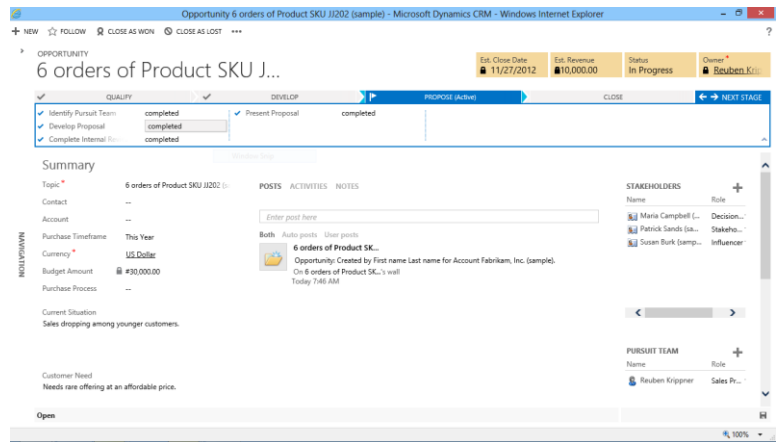 Opportunity 6 orders of Product SKU JJ202 (sample) - Microsoft Dynamics CRM - Windows Internet Explorer
NEW FOLLOW CLOSE AS WON CLOSE AS LOST ••• ?
OPPORTUNITY
6 orders of Product SKU J...
Est. Close Date
11/27/2012
Est. Revenue
¤10,000.00
Status
In Progress
Owner *
Reuben Krip
QUALIFY DEVELOP PROPOSE (Active) CLOSE NEXT STAGE
Identify Pursuit Team completed Present Proposal completed
Develop Proposal completed
Complete Internal completed
Summary
Topic * 6 orders of Product SKU JJ202 (s
Contact --
Account --
Purchase Timeframe This Year
Currency * US Dollar
Budget Amount ¤30,000.00
Purchase Process --
Current Situation
Sales dropping among younger customers.
Customer Need
Needs rare offering at an affordable price.
POSTS ACTIVITIES NOTES
Enter post here
Both Auto posts User posts
6 orders of Product SK...
Opportunity: Created by First name Last name for Account Fabrikam, Inc. (sample).
On 6 orders of Product SK...'s wall
Today 7:46 AM
STAKEHOLDERS
Name Role
Maria Campbell (... Decision...
Patrick Sands (sa... Stakeho...
Susan Burk (samp... Influencer
PURSUIT TEAM
Name Role
Reuben Krippner Sales Pr...
NAVIGATION
Open
100%